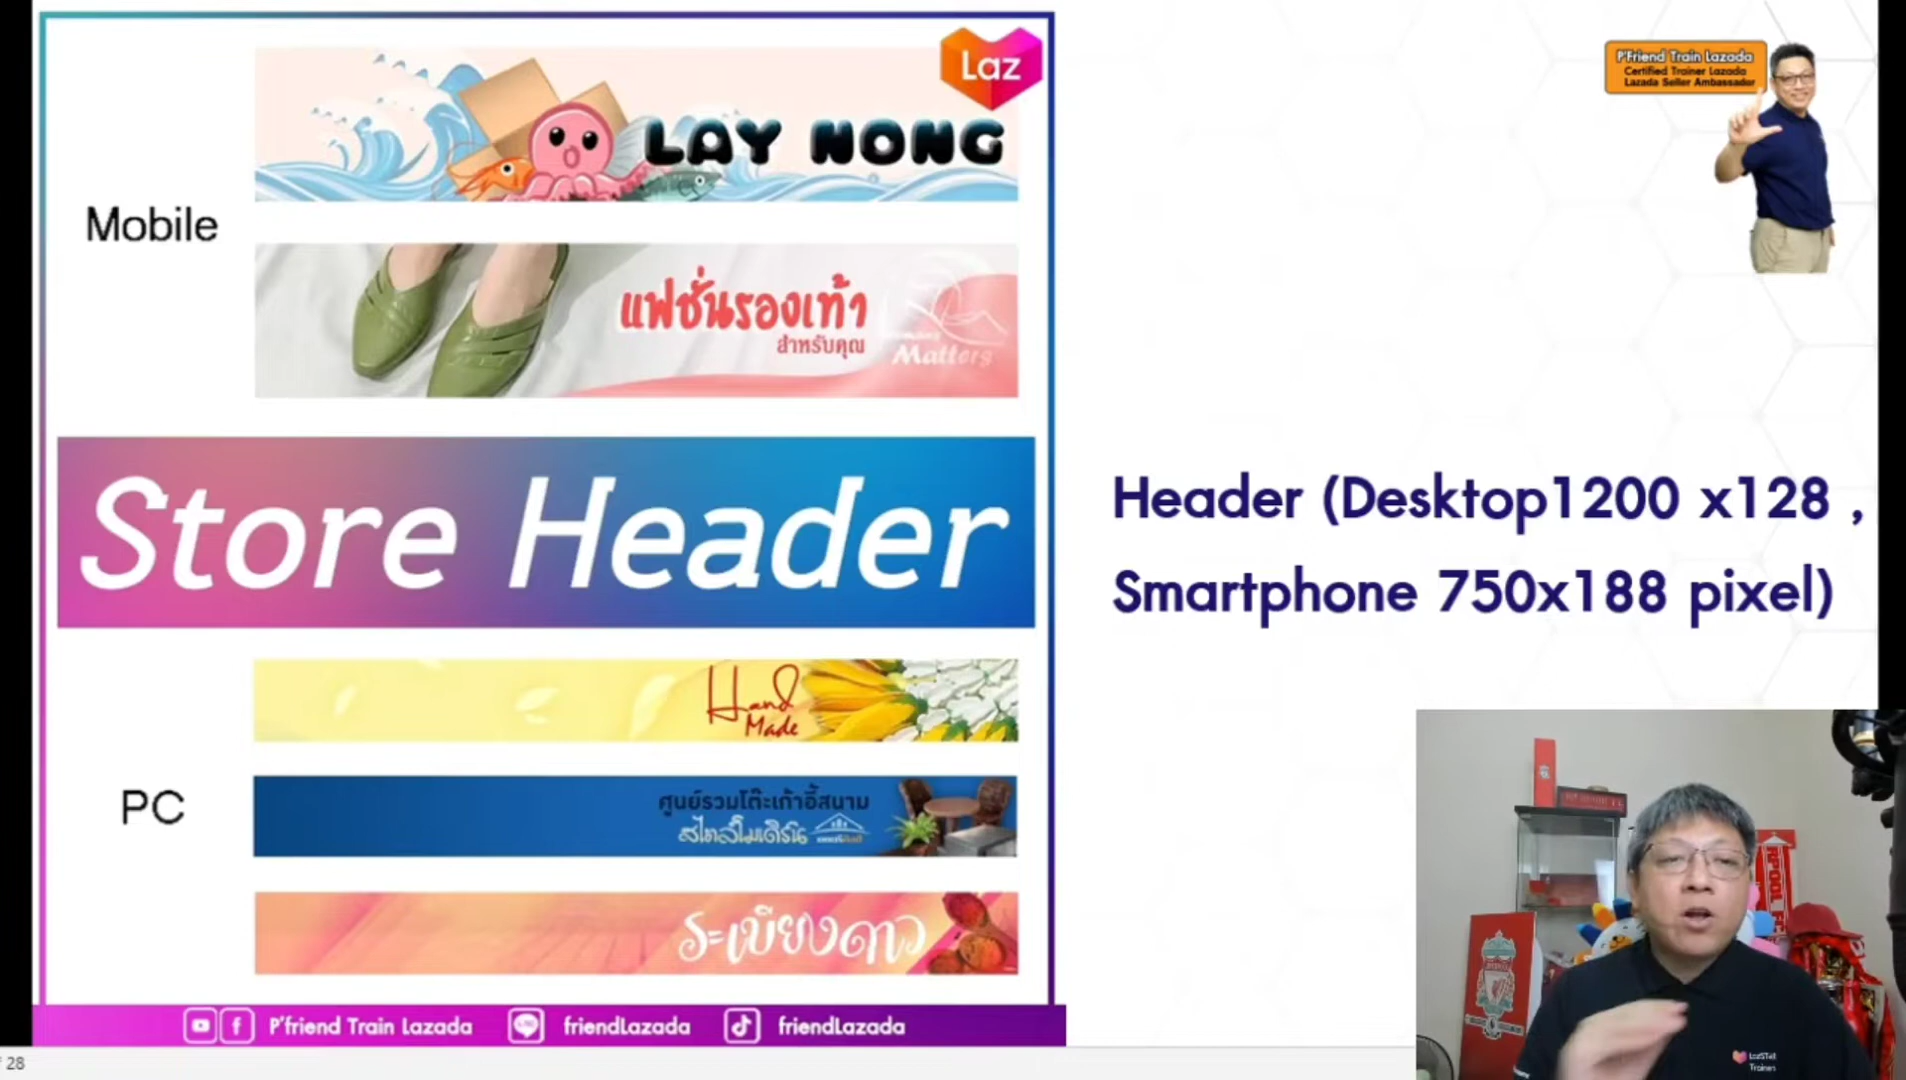 Laz
LAY NONG
Mobile
แฟชั่นรองเท้า
สำหรับคุณ
Matters
Store Header
Hand
Made
PC
ศูนย์รวมโต๊ะเก้าอี้สนาม
สไตล์โมเดิร์น
ระเบียงดาว
P'friend Train Lazada
friendLazada
friendLazada
28
P'Friend Train Lazada
Certified Trainer Lazada
Lazada Seller Ambassador
Header (Desktop1200 x128 ,
Smartphone 750x188 pixel)